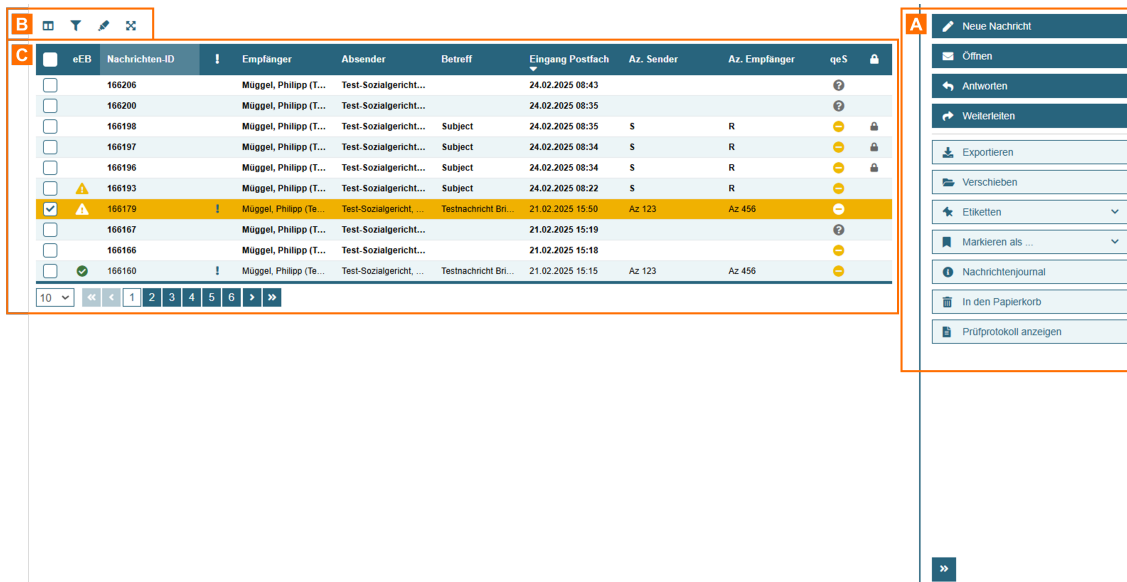 B
A
Neue Nachricht
Öffnen
Antworten
Weiterleiten
Exportieren
Verschieben
Etiketten
Markieren als ...
Nachrichtenjournal
In den Papierkorb
Prüfprotokoll anzeigen
C
eEB Nachrichten-ID ! Empfänger Absender Betreff Eingang Postfach Az. Sender Az. Empfänger qeS
166206 Müggel, Philipp (T... Test-Sozialgericht... 24.02.2025 08:43 ?
166200 Müggel, Philipp (T... Test-Sozialgericht... 24.02.2025 08:35 ?
166198 Müggel, Philipp (T... Test-Sozialgericht... Subject 24.02.2025 08:35 S R
166197 Müggel, Philipp (T... Test-Sozialgericht... Subject 24.02.2025 08:34 S R
166196 Müggel, Philipp (T... Test-Sozialgericht... Subject 24.02.2025 08:34 S R
166193 Müggel, Philipp (T... Test-Sozialgericht... Subject 24.02.2025 08:22 S R
166179 ! Müggel, Philipp (Te... Test-Sozialgericht, ... Testnachricht Bri... 21.02.2025 15:50 Az 123 Az 456
166167 Müggel, Philipp (T... Test-Sozialgericht... 21.02.2025 15:19 ?
166166 Müggel, Philipp (T... Test-Sozialgericht... 21.02.2025 15:18
166160 ! Müggel, Philipp (Te... Test-Sozialgericht, ... Testnachricht Bri... 21.02.2025 15:15 Az 123 Az 456
10 « ‹ 1 2 3 4 5 6 › »
»